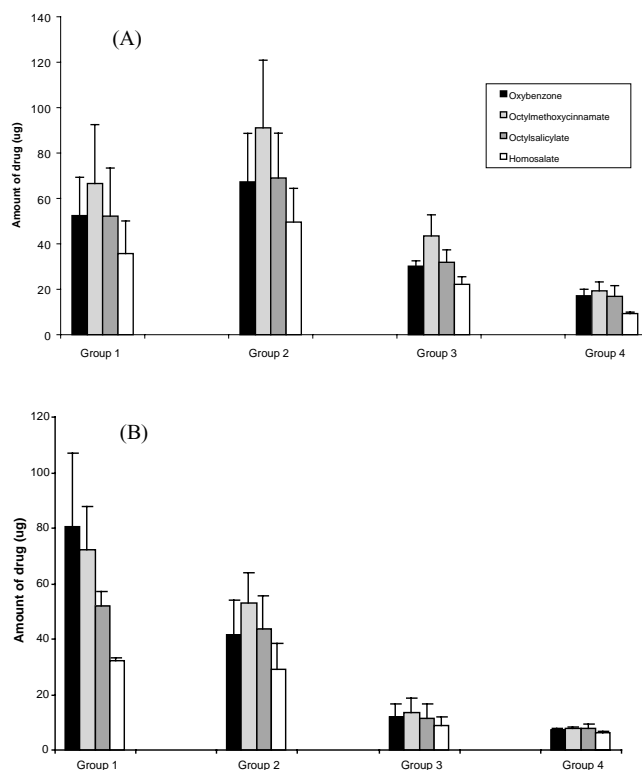 (A)
140
120
100
80
60
40
20
0
Amount of drug (ug)
Oxybenzone
Octylmethoxycinnamate
Octylsalicylate
Homosalate
Group 1 Group 2 Group 3 Group 4
(B)
120
100
80
60
40
20
0
Amount of drug (ug)
Group 1 Group 2 Group 3 Group 4